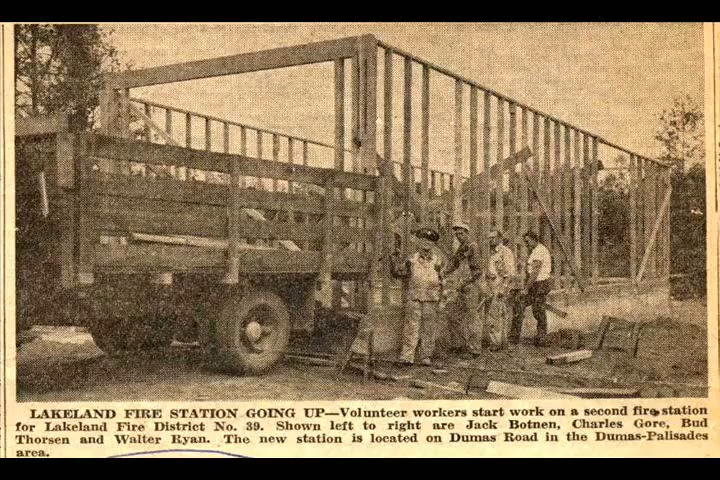 LAKELAND FIRE STATION GOING UP—Volunteer workers start work on a second fire station
for Lakeland Fire District No. 39. Shown left to right are Jack Botnen, Charles Gore, Bud
Thorsen and Walter Ryan. The new station is located on Dumas Road in the Dumas-Palisades
area.